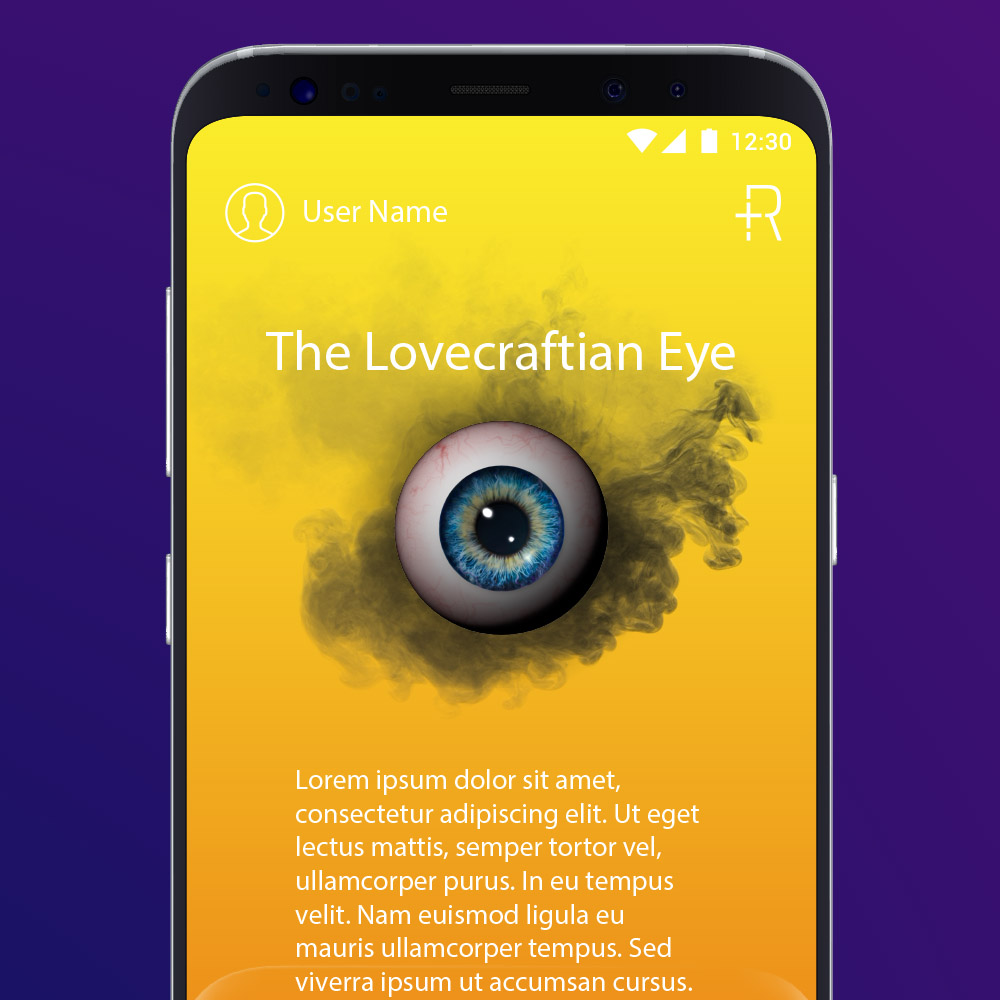 12:30
User Name
R
The Lovecraftian Eye
Lorem ipsum dolor sit amet,
consectetur adipiscing elit. Ut eget
lectus mattis, semper tortor vel,
ullamcorper purus. In eu tempus
velit. Nam euismod ligula eu
mauris ullamcorper tempus. Sed
viverra ipsum ut accumsan cursus.